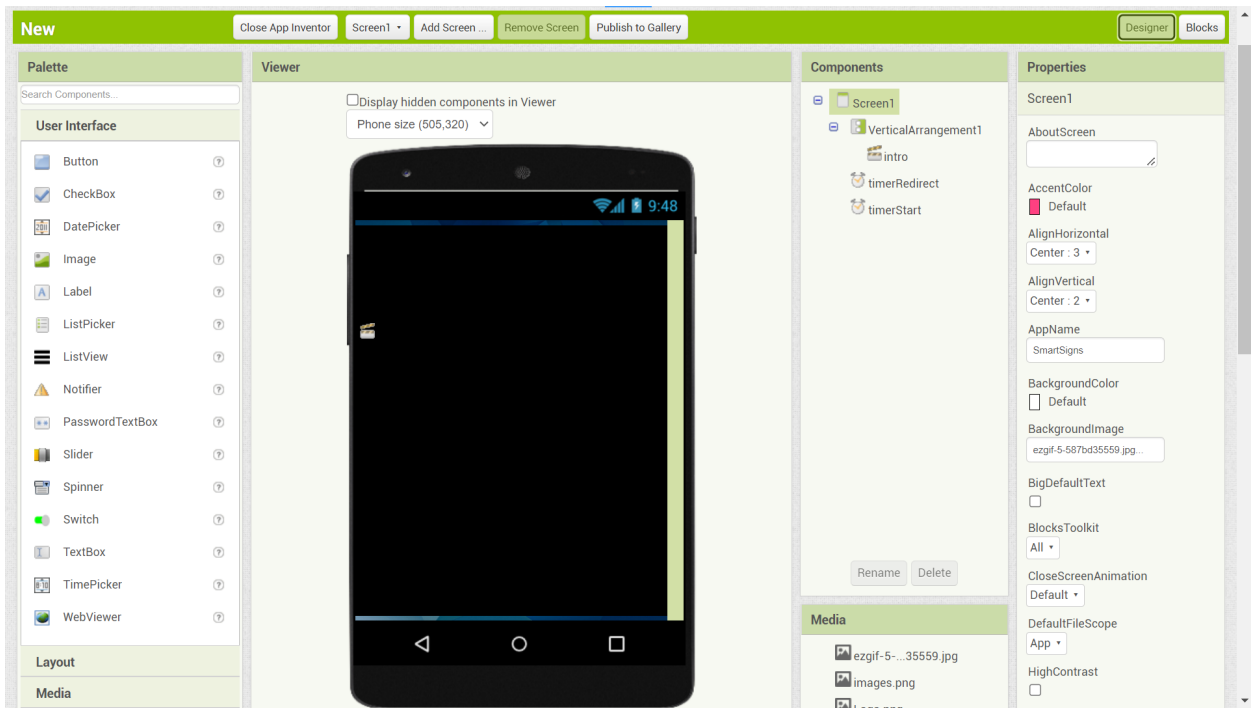 New
Close App Inventor
Screen1
Add Screen ...
Remove Screen
Publish to Gallery
Designer
Blocks
Palette
Search Components...
User Interface
Button
CheckBox
DatePicker
Image
Label
ListPicker
ListView
Notifier
PasswordTextBox
Slider
Spinner
Switch
TextBox
TimePicker
WebViewer
Layout
Media
Viewer
Display hidden components in Viewer
Phone size (505,320)
9:48
Components
Screen1
VerticalArrangement1
intro
timerRedirect
timerStart
Rename
Delete
Media
ezgif-5-...35559.jpg
images.png
Properties
Screen1
AboutScreen
AccentColor
Default
AlignHorizontal
Center : 3
AlignVertical
Center : 2
AppName
SmartSigns
BackgroundColor
Default
BackgroundImage
ezgif-5-587bd35559.jpg...
BigDefaultText
BlocksToolkit
All
CloseScreenAnimation
Default
DefaultFileScope
App
HighContrast